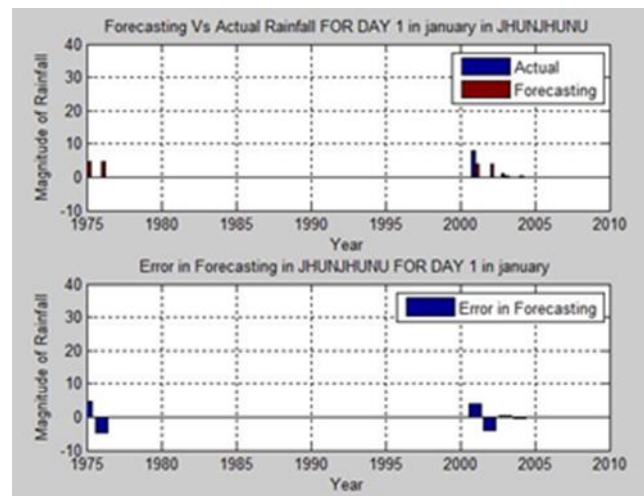 Forecasting Vs Actual Rainfall FOR DAY 1 in january in JHUNJHUNU
40
30
20
10
0
-10
Magnitude of Rainfall
Actual
Forecasting
1975 1980 1985 1990 1995 2000 2005 2010
Year
Error in Forecasting in JHUNJHUNU FOR DAY 1 in january
40
30
20
10
0
-10
Magnitude of Rainfall
Error in Forecasting
1975 1980 1985 1990 1995 2000 2005 2010
Year